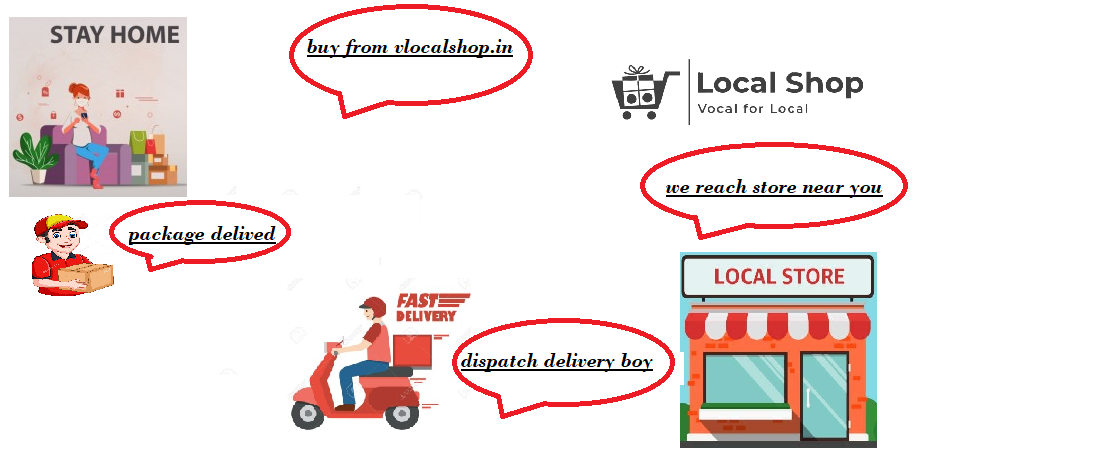 STAY HOME
buy from vlocalshop.in
Local Shop
Vocal for Local
we reach store near you
package delived
LOCAL STORE
FAST
DELIVERY
dispatch delivery boy